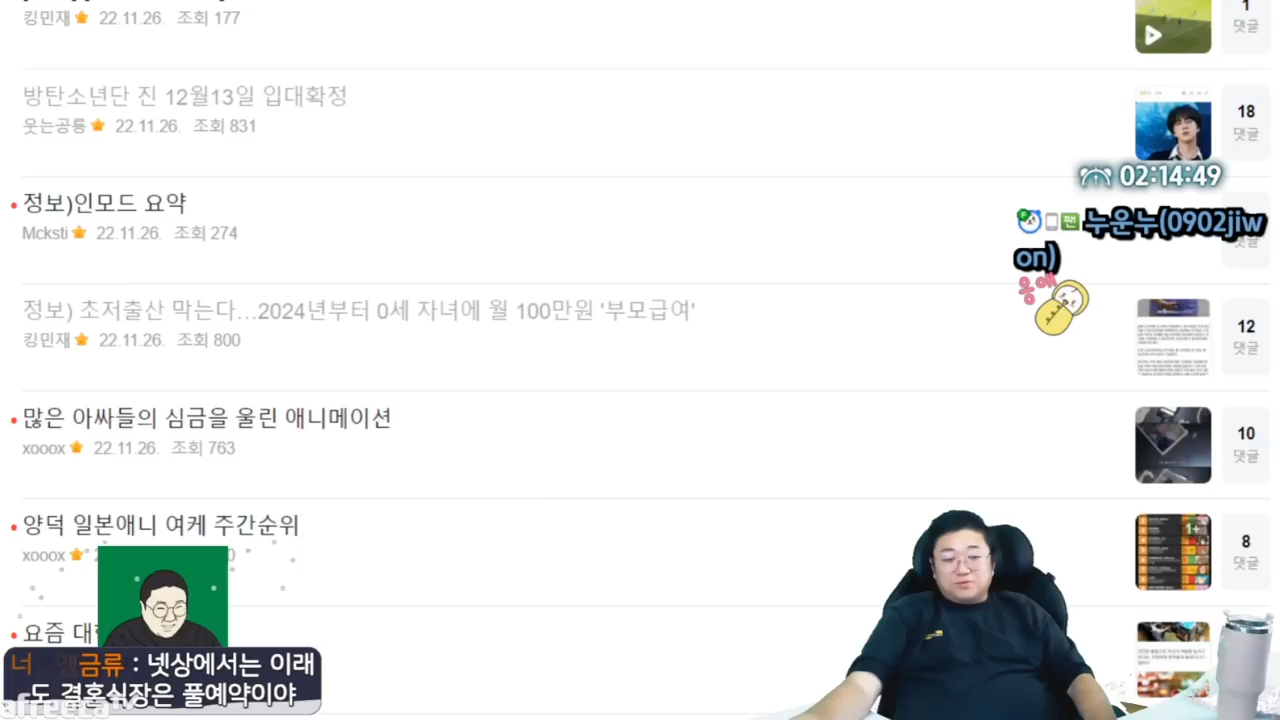 킹민재 22.11.26. 조회 177
1
댓글
방탄소년단 진 12월13일 입대확정
웃는공룡 22.11.26. 조회 831
18
댓글
02:14:49
정보)인모드 요약
Mcksti 22.11.26. 조회 274
댓글
팬 누운누(0902jiw
on)
옹애
정보) 초저출산 막는다...2024년부터 0세 자녀에 월 100만원 '부모급여'
킹민재 22.11.26. 조회 800
12
댓글
많은 아싸들의 심금을 울린 애니메이션
xooox 22.11.26. 조회 763
10
댓글
양덕 일본애니 여케 주간순위
xooox
1+
8
댓글
요즘
금류 : 넷상에서는 이래
도 결혼식장은 풀예약이야
afreecaTV